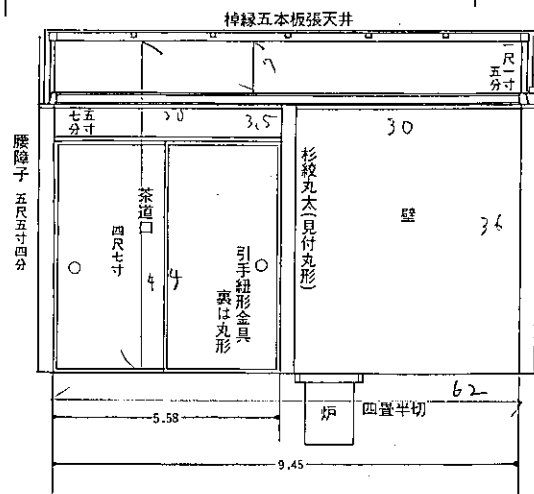 棹縁五本板張天井
一尺一寸
五分
7
五寸
七分
30
3.5
30
腰障子 五尺五寸四分
茶道口
四尺七寸
杉絞丸太(見付丸形)
壁
36
引手紐形金具
裏は丸形
炉
四畳半切
62
5.58
9.45